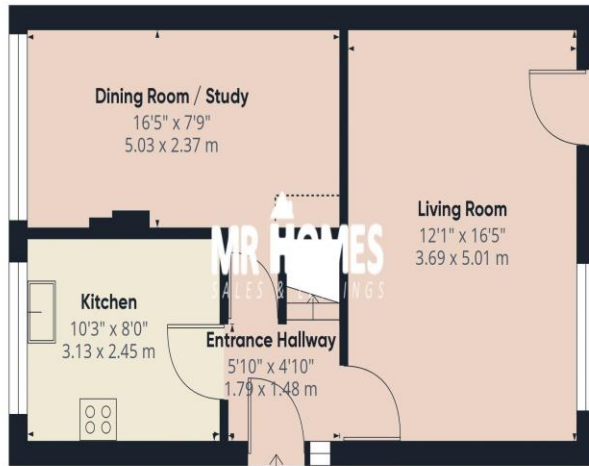 Dining Room / Study
16'5" x 7'9"
5.03 x 2.37 m
Living Room
12'1" x 16'5"
3.69 x 5.01 m
MR HOMES
SALES & LETTINGS
Kitchen
10'3" x 8'0"
3.13 x 2.45 m
Entrance Hallway
5'10" x 4'10"
1.79 x 1.48 m